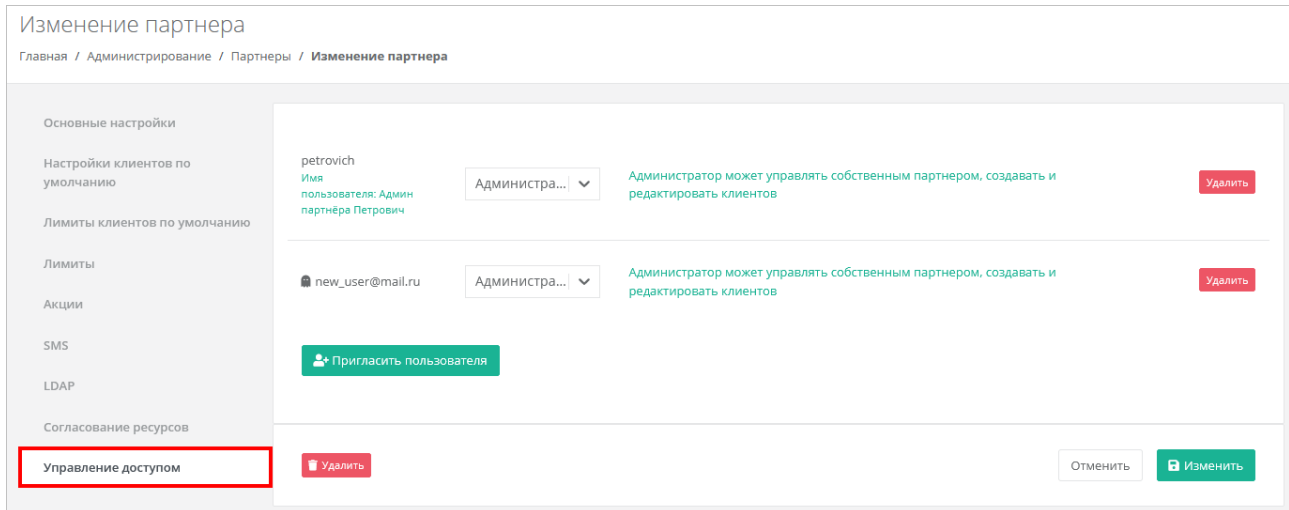 Изменение партнера
Главная / Администрирование / Партнеры / Изменение партнера
Основные настройки
Настройки клиентов по
умолчанию
Лимиты клиентов по умолчанию
Лимиты
Акции
SMS
LDAP
Согласование ресурсов
Управление доступом
petrovich
Имя
пользователя: Админ
партнёра Петрович
Администра...
Администратор может управлять собственным партнером, создавать и
редактировать клиентов
Удалить
new_user@mail.ru
Администра...
Администратор может управлять собственным партнером, создавать и
редактировать клиентов
Удалить
Пригласить пользователя
Удалить
Отменить
Изменить